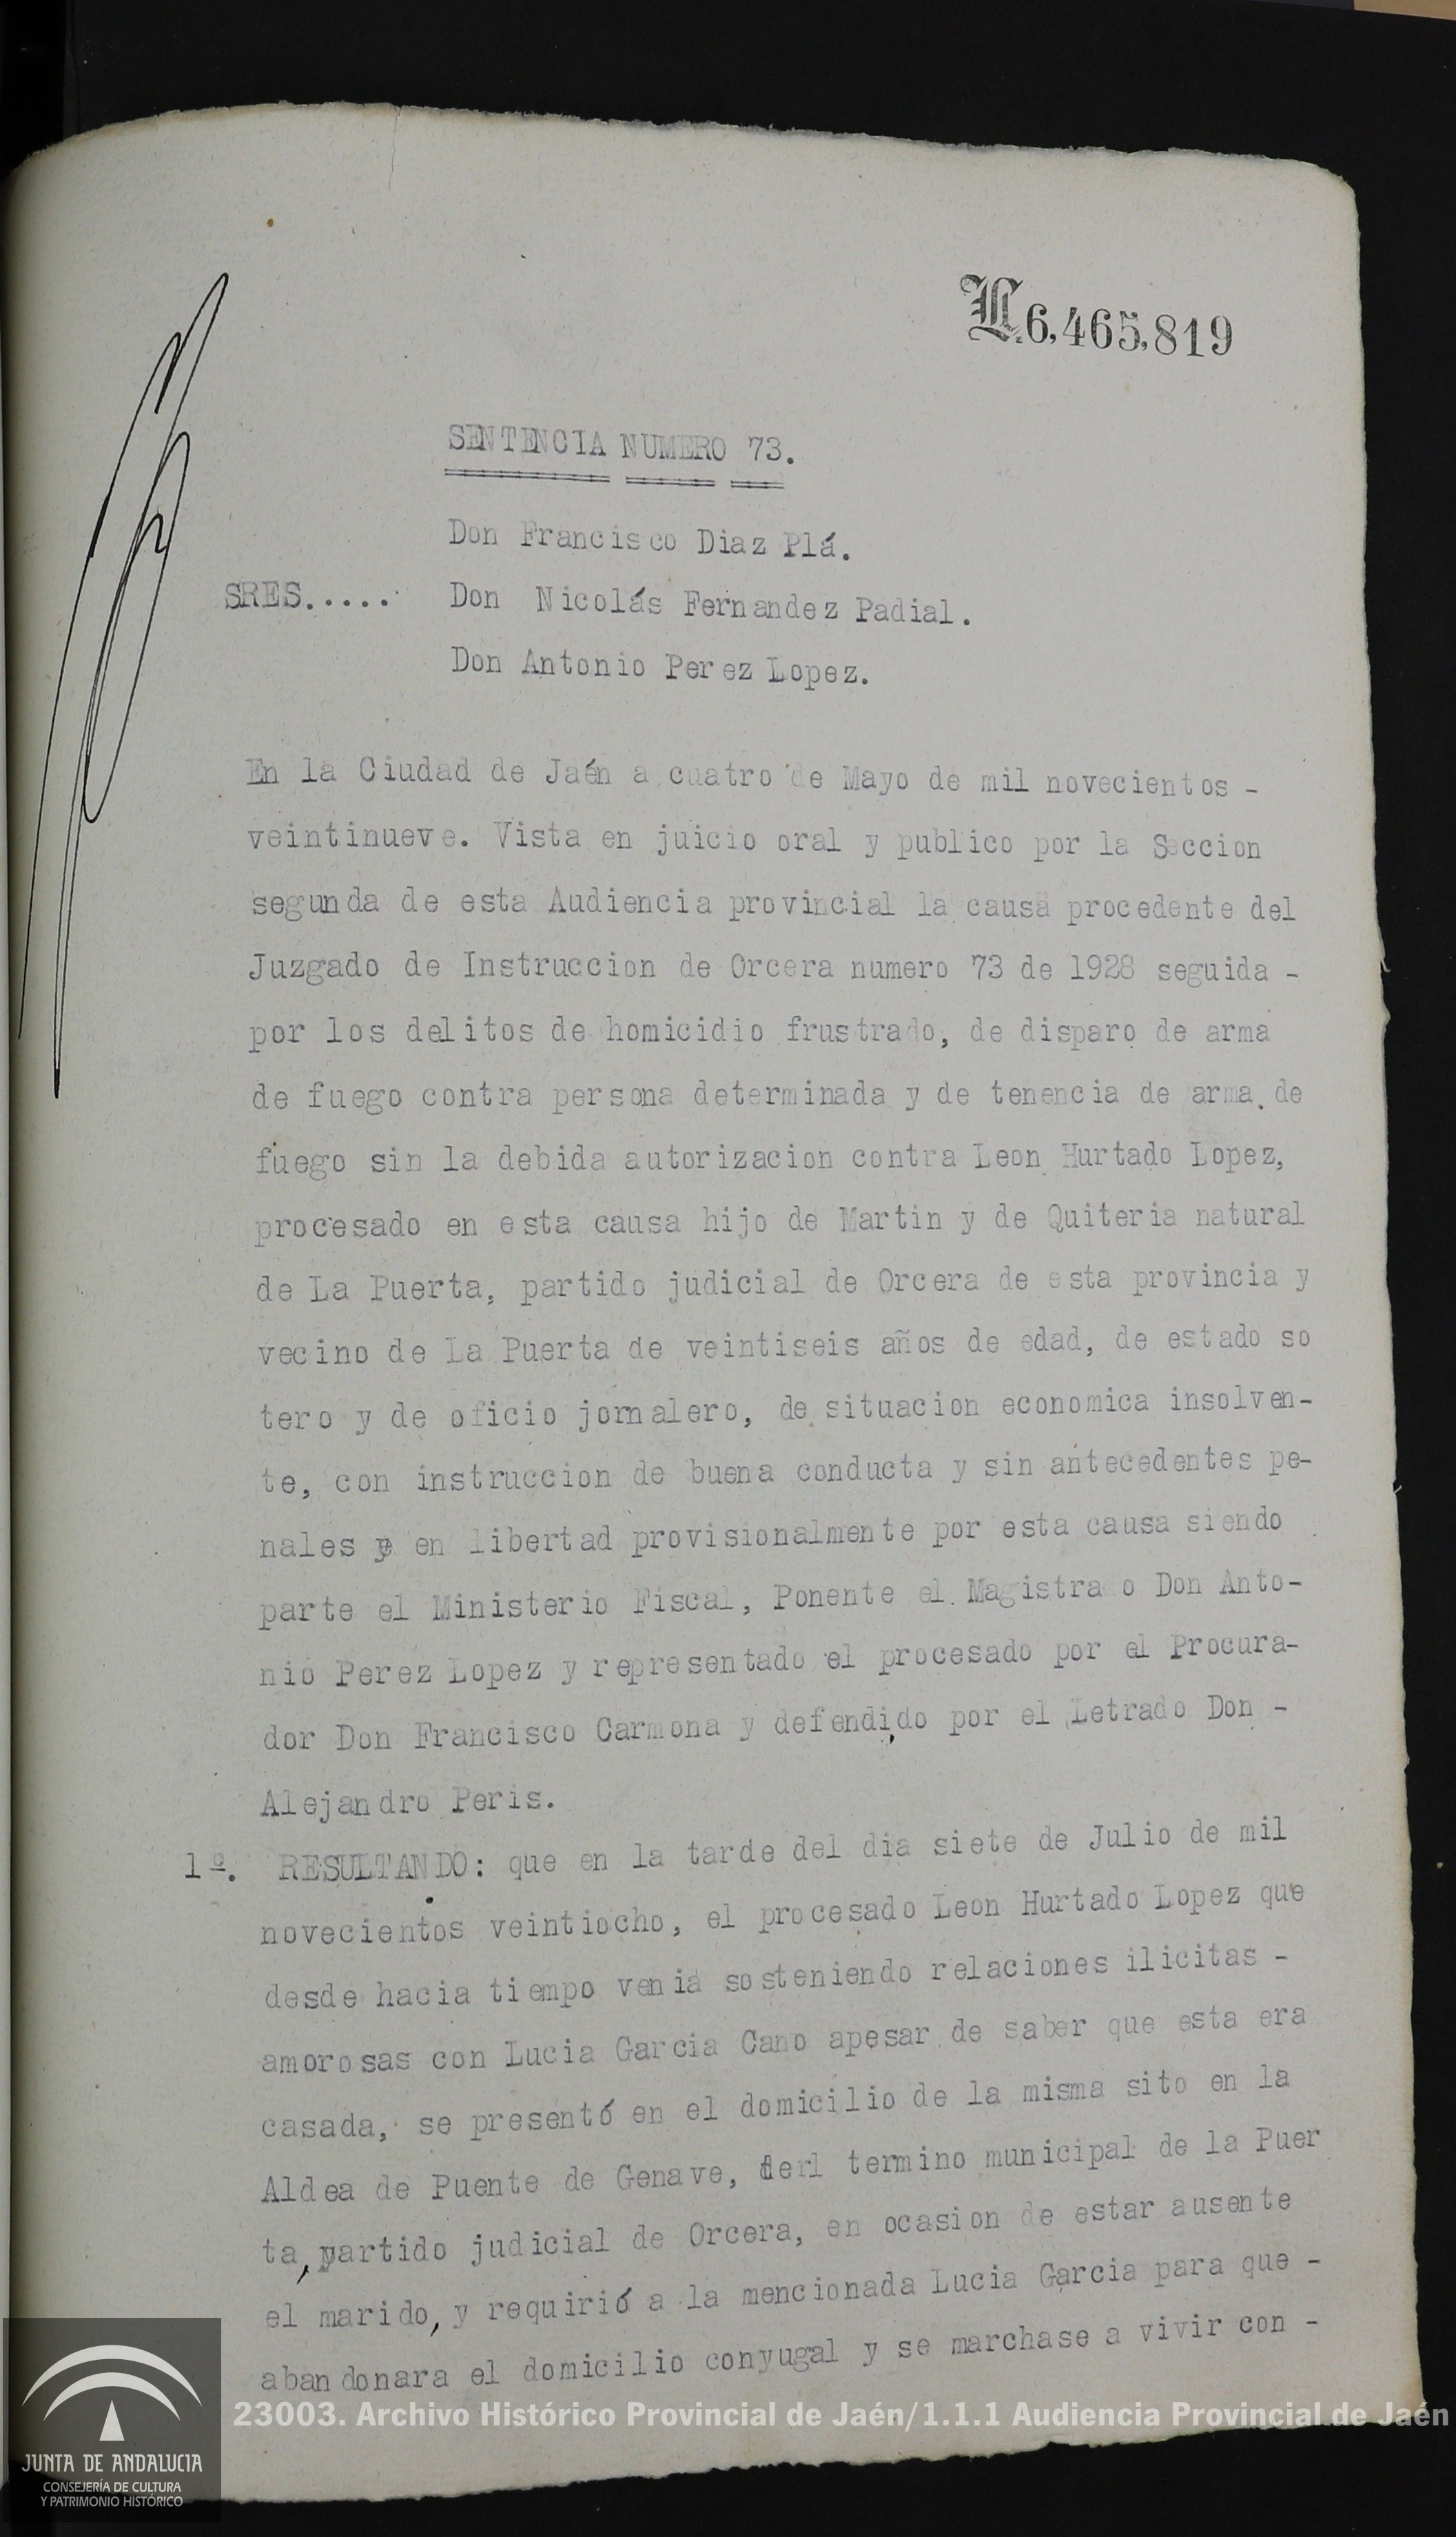 N.6,465,819
SENTENCIA NUMERO 73.
Don Francisco Diaz Plá.
SRES..... Don Nicolás Fernandez Padial.
Don Antonio Perez Lopez.
En la Ciudad de Jaén a cuatro de Mayo de mil novecientos -
veintinueve. Vista en juicio oral y publico por la Seccion
segunda de esta Audiencia provincial la causa procedente del
Juzgado de Instruccion de Orcera numero 73 de 1928 seguida -
por los delitos de homicidio frustrado, de disparo de arma
de fuego contra persona determinada y de tenencia de arma de
fuego sin la debida autorizacion contra Leon Hurtado Lopez,
procesado en esta causa hijo de Martin y de Quiteria natural
de La Puerta, partido judicial de Orcera de esta provincia y
vecino de La Puerta de veintiseis años de edad, de estado so
tero y de oficio jornalero, de situacion economica insolven-
te, con instruccion de buena conducta y sin antecedentes pe-
nales y en libertad provisionalmente por esta causa siendo
parte el Ministerio Fiscal, Ponente el Magistrado Don Anto-
nio Perez Lopez y representado el procesado por el Procura-
dor Don Francisco Carmona y defendido por el Letrado Don -
Alejandro Peris.
1º. RESULTANDO: que en la tarde del dia siete de Julio de mil
novecientos veintiocho, el procesado Leon Hurtado Lopez que
desde hacia tiempo venia sosteniendo relaciones ilicitas -
amorosas con Lucia Garcia Cano apesar de saber que esta era
casada, se presentó en el domicilio de la misma sito en la
Aldea de Puente de Genave, derl termino municipal de la Puer
ta, partido judicial de Orcera, en ocasion de estar ausente
el marido, y requirió a la mencionada Lucia Garcia para que -
abandonara el domicilio conyugal y se marchase a vivir con -
23003. Archivo Histórico Provincial de Jaén/1.1.1 Audiencia Provincial de Jaén
JUNTA DE ANDALUCIA
CONSEJERÍA DE CULTURA
Y PATRIMONIO HISTÓRICO